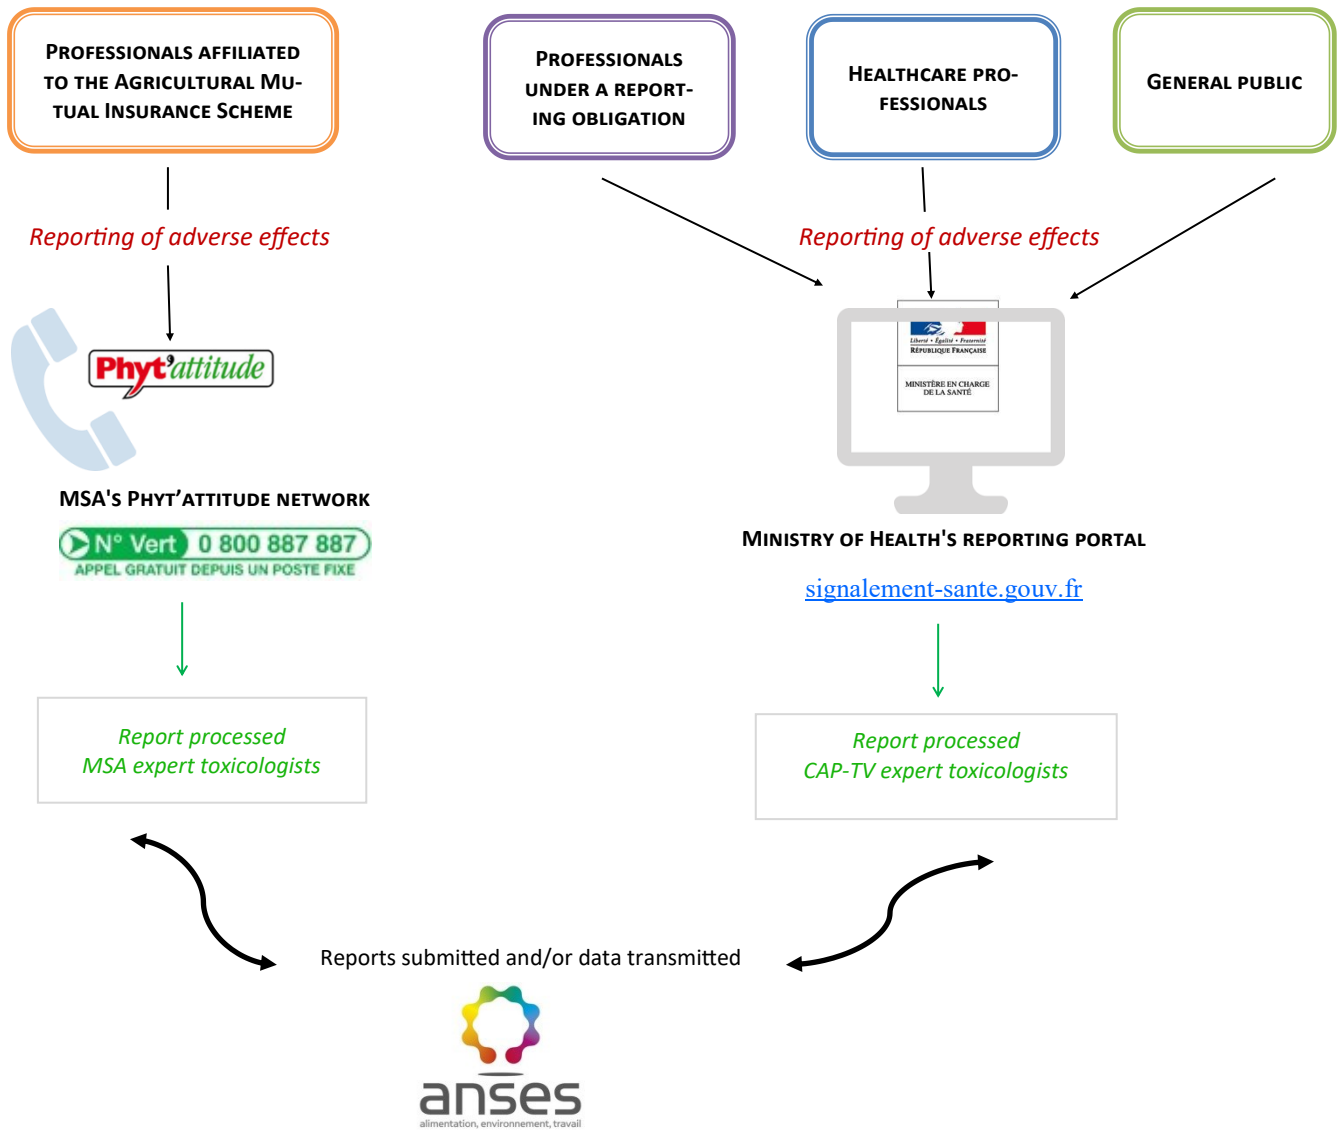 PROFESSIONALS AFFILIATED
TO THE AGRICULTURAL MU-
TUAL INSURANCE SCHEME
PROFESSIONALS
UNDER A REPORT-
ING OBLIGATION
HEALTHCARE PRO-
FESSIONALS
GENERAL PUBLIC
Reporting of adverse effects
Reporting of adverse effects
Phyt'attitude
Liberté • Égalité • Fraternité
RÉPUBLIQUE FRANÇAISE
MINISTÈRE EN CHARGE
DE LA SANTÉ
MSA'S PHYT'ATTITUDE NETWORK
N° Vert 0 800 887 887
APPEL GRATUIT DEPUIS UN POSTE FIXE
MINISTRY OF HEALTH'S REPORTING PORTAL
signalement-sante.gouv.fr
Report processed
MSA expert toxicologists
Report processed
CAP-TV expert toxicologists
Reports submitted and/or data transmitted
anses
alimentation, environnement, travail